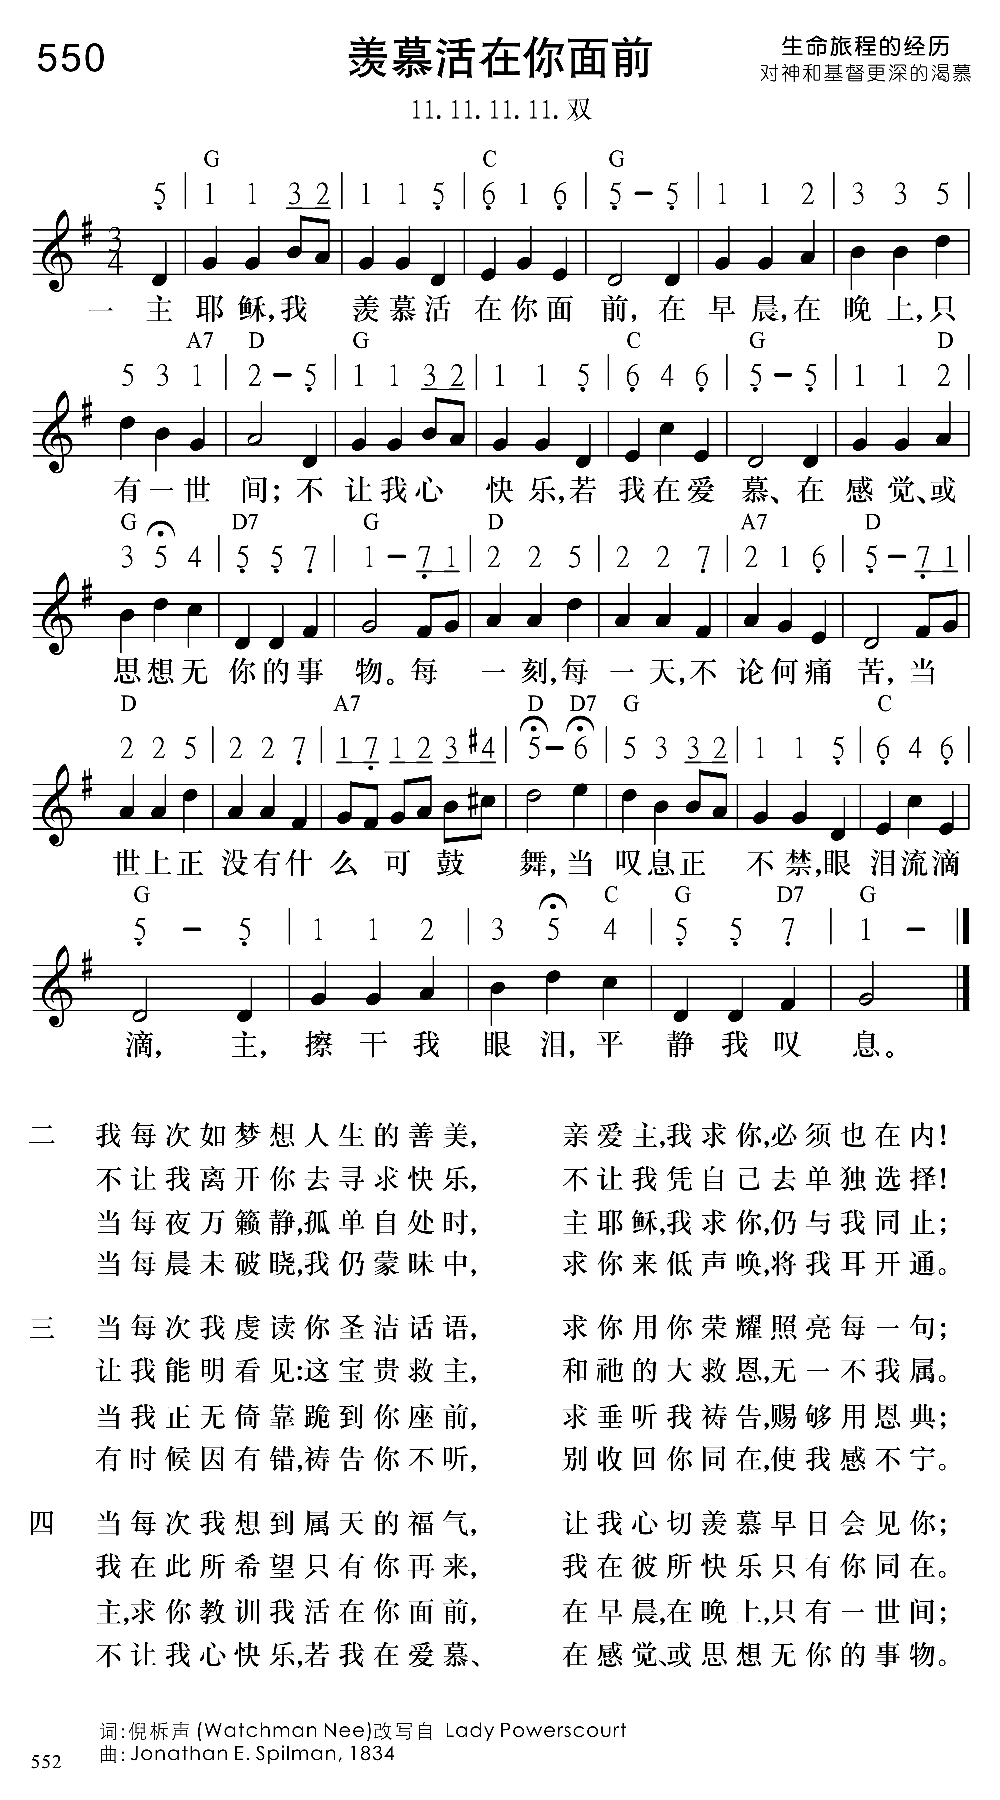 550
羡慕活在你面前
生命旅程的经历
对神和基督更深的渴慕
11. 11. 11. 11. 双
G C G
5 | 1 1 3 2 | 1 1 5 | 6 1 6 | 5 − 5 | 1 1 2 | 3 3 5 |
3
4
一 主 耶 稣,我 羡慕活 在你面 前, 在 早 晨,在 晚 上,只
A7 D G C G D
5 3 1 | 2 − 5 | 1 1 3 2 | 1 1 5 | 6 4 6 | 5 − 5 | 1 1 2 |
有一世 间; 不 让我心 快 乐,若 我在爱 慕、 在 感 觉、或
G D7 G D A7 D
3 5 4 | 5 5 7 | 1 − 7 1 | 2 2 5 | 2 2 7 | 2 1 6 | 5 − 7 1 |
思想无 你的事 物。每 一 刻,每 一 天,不 论何痛 苦, 当
D A7 D D7 G C
2 2 5 | 2 2 7 | 1 7 1 2 3 #4 | 5 − 6 | 5 3 3 2 | 1 1 5 | 6 4 6 |
世上正 没有什 么 可 鼓 舞, 当 叹息正 不 禁,眼 泪流滴
G C G D7 G
5 − 5 | 1 1 2 | 3 5 4 | 5 5 7 | 1 − ‖
滴, 主, 擦 干 我 眼 泪, 平 静 我 叹 息。
二 我每次如梦想人生的善美, 亲爱主,我求你,必须也在内!
不让我离开你去寻求快乐, 不让我凭自己去单独选择!
当每夜万籁静,孤单自处时, 主耶稣,我求你,仍与我同止;
当每晨未破晓,我仍蒙昧中, 求你来低声唤,将我耳开通。
三 当每次我虔读你圣洁话语, 求你用你荣耀照亮每一句;
让我能明看见:这宝贵救主, 和祂的大救恩,无一不我属。
当我正无倚靠跪到你座前, 求垂听我祷告,赐够用恩典;
有时候因有错,祷告你不听, 别收回你同在,使我感不宁。
四 当每次我想到属天的福气, 让我心切羡慕早日会见你;
我在此所希望只有你再来, 我在彼所快乐只有你同在。
主,求你教训我活在你面前, 在早晨,在晚上,只有一世间;
不让我心快乐,若我在爱慕、 在感觉、或思想无你的事物。
词:倪柝声 (Watchman Nee)改写自 Lady Powerscourt
曲: Jonathan E. Spilman, 1834
552